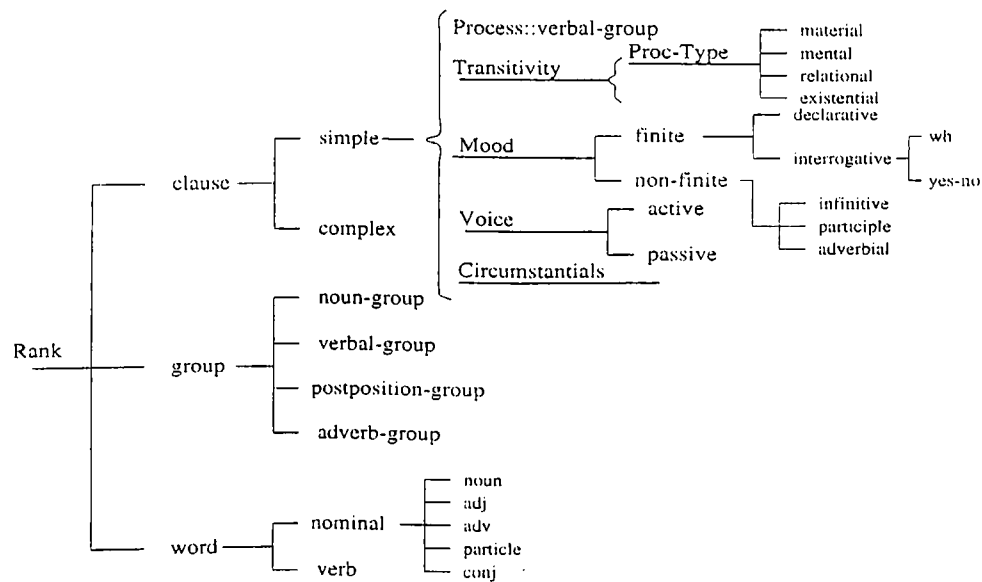 Process::verbal-group
Transitivity
Proc-Type
material
mental
relational
existential
simple
Mood
finite
declarative
interrogative
wh
yes-no
non-finite
infinitive
participle
adverbial
clause
Voice
active
passive
complex
Circumstantials
Rank
group
noun-group
verbal-group
postposition-group
adverb-group
word
nominal
noun
adj
adv
particle
conj
verb